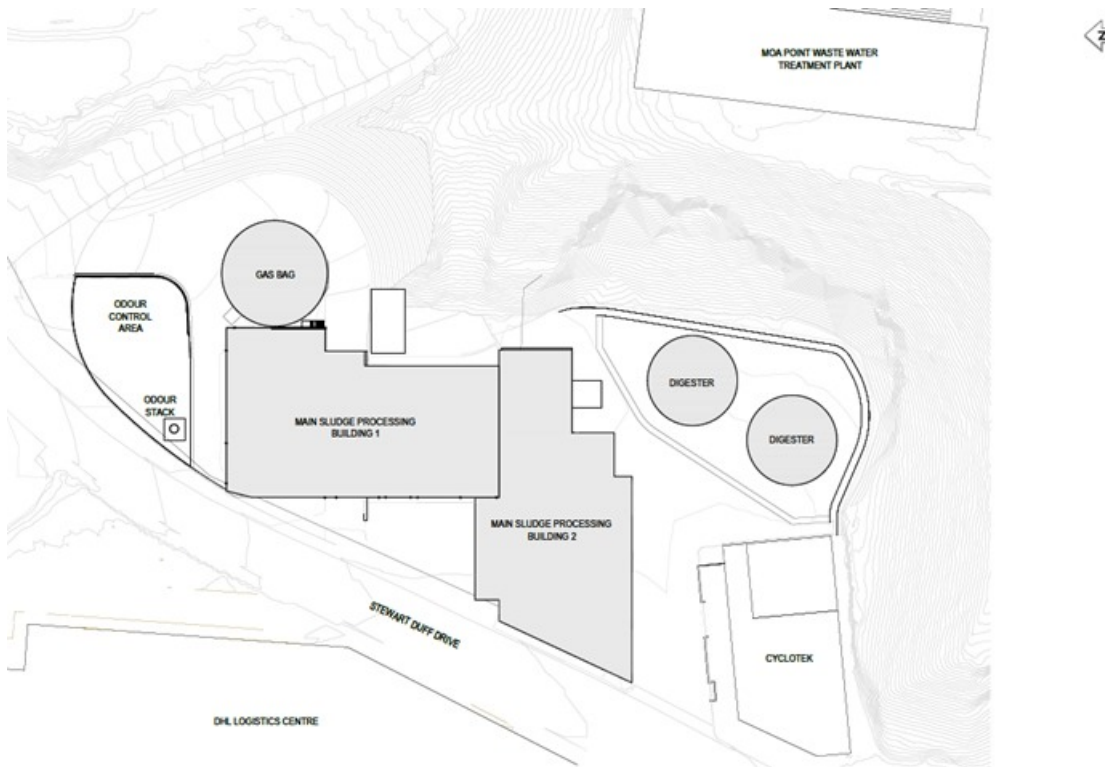 MOA POINT WASTE WATER
TREATMENT PLANT
N
GAS BAG
ODOUR
CONTROL
AREA
ODOUR
STACK
DIGESTER
DIGESTER
MAIN SLUDGE PROCESSING
BUILDING 1
MAIN SLUDGE PROCESSING
BUILDING 2
STEWART DUFF DRIVE
CYCLOTEK
DHL LOGISTICS CENTRE